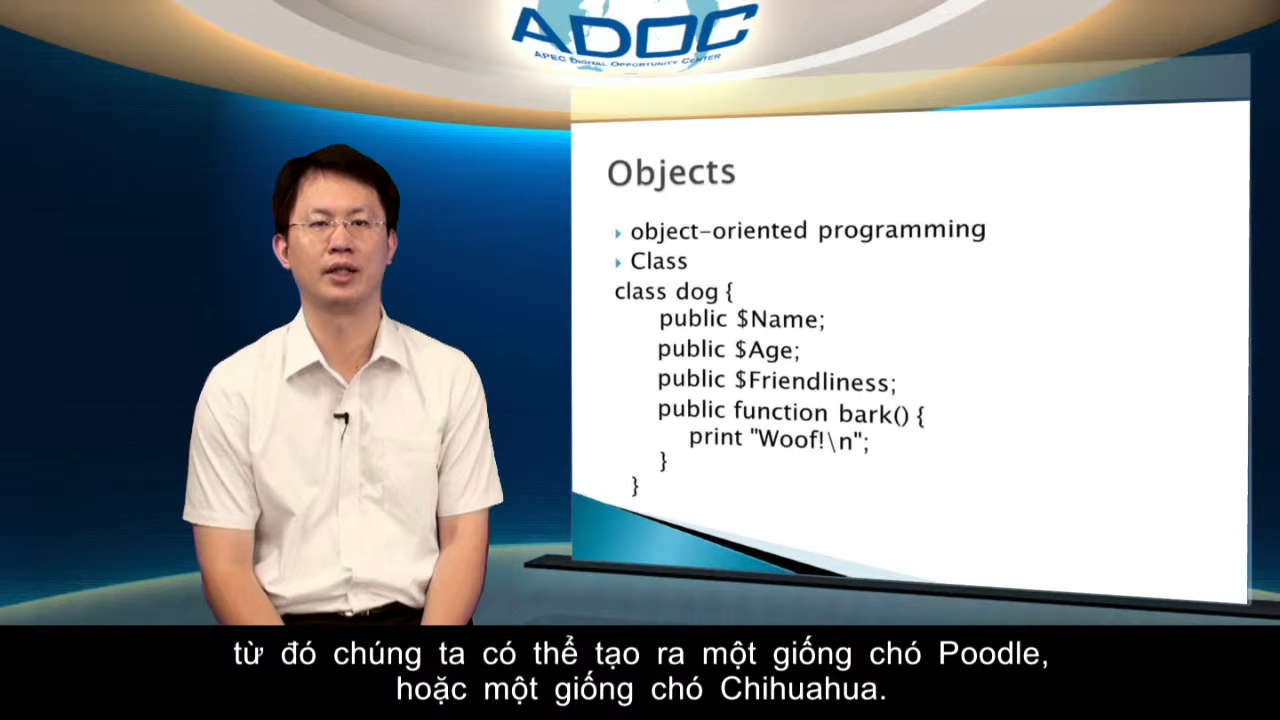 ADOC
APEC DIGITAL OPPORTUNITY CENTER
Objects
object-oriented programming
Class
class dog {
public $Name;
public $Age;
public $Friendliness;
public function bark() {
print "Woof!\n";
}
}
từ đó chúng ta có thể tạo ra một giống chó Poodle,
hoặc một giống chó Chihuahua.